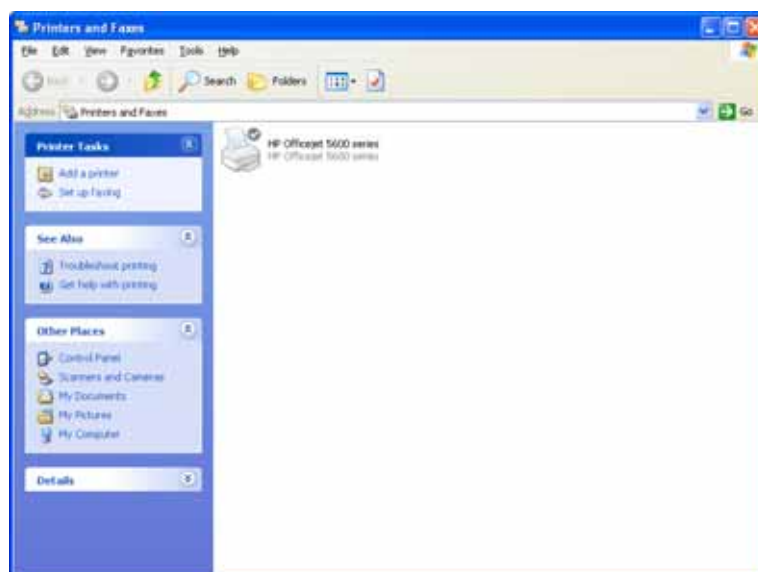 Printers and Faxes
File Edit View Favorites Tools Help
Back Search Folders
Address Printers and Faxes Go
Printer Tasks
Add a printer
Set up faxing
See Also
Troubleshoot printing
Get help with printing
Other Places
Control Panel
Scanners and Cameras
My Documents
My Pictures
My Computer
Details
HP Officejet 5600 series
HP Officejet 5600 series